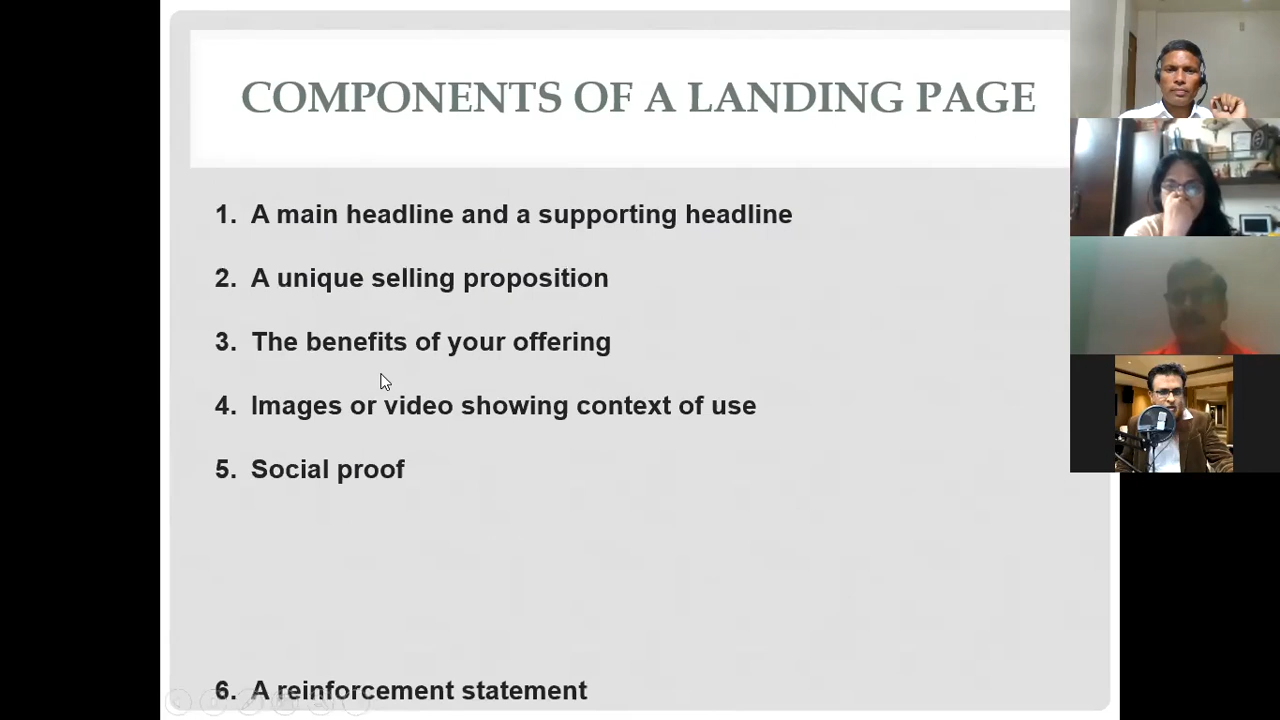 COMPONENTS OF A LANDING PAGE
1. A main headline and a supporting headline
2. A unique selling proposition
3. The benefits of your offering
4. Images or video showing context of use
5. Social proof
6. A reinforcement statement